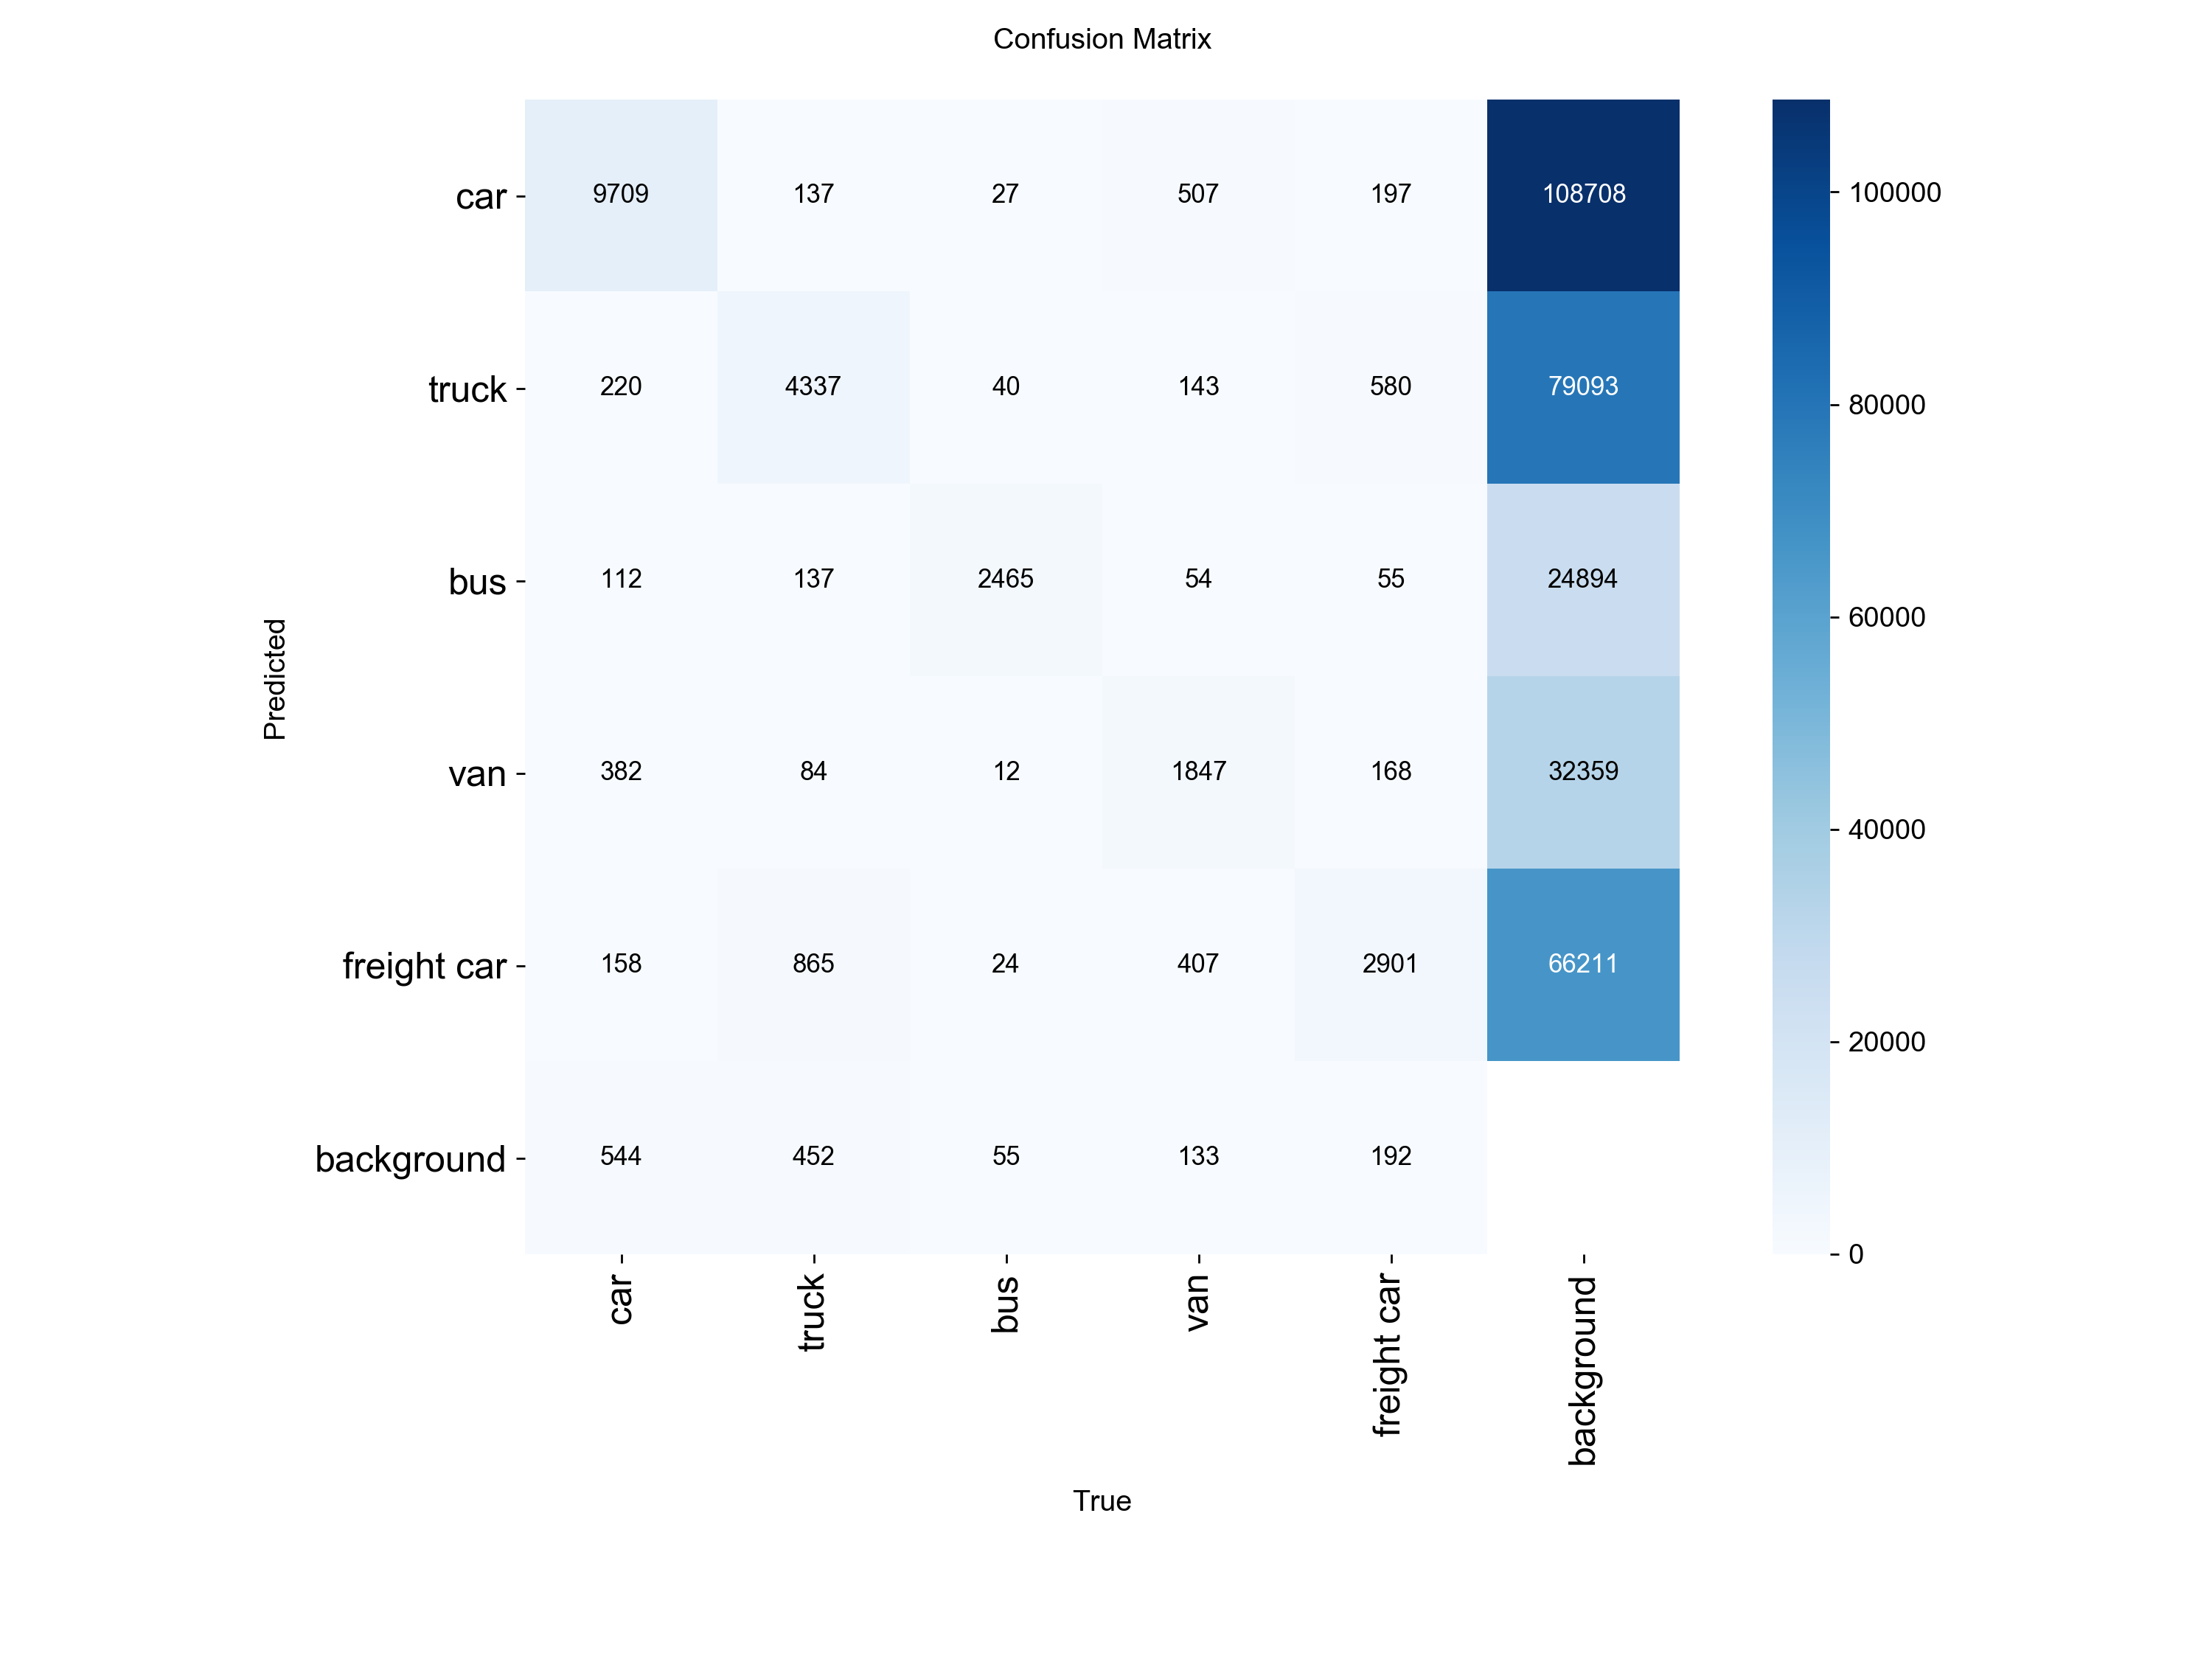 Confusion Matrix
car 9709 137 27 507 197 108708
truck 220 4337 40 143 580 79093
bus 112 137 2465 54 55 24894
van 382 84 12 1847 168 32359
freight car 158 865 24 407 2901 66211
background 544 452 55 133 192
Predicted
car truck bus van freight car background
True
100000
80000
60000
40000
20000
0